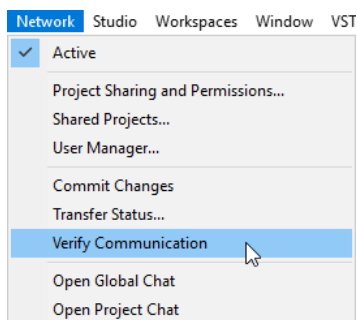 Network Studio Workspaces Window VST
Active
Project Sharing and Permissions...
Shared Projects...
User Manager...
Commit Changes
Transfer Status...
Verify Communication
Open Global Chat
Open Project Chat